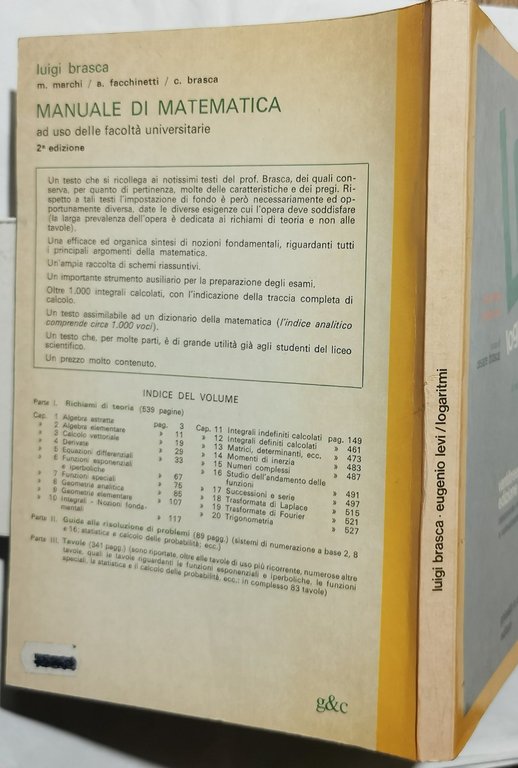 luigi brasca
m. marchi / a. facchinetti / c. brasca
MANUALE DI MATEMATICA
ad uso delle facoltà universitarie
2ª edizione
Un testo che si ricollega ai notissimi testi del prof. Brasca, dei quali con-
serva, per quanto di pertinenza, molte delle caratteristiche e dei pregi. Ri-
spetto a tali testi l'impostazione di fondo è però necessariamente ed op-
portunamente diversa, date le diverse esigenze cui l'opera deve soddisfare
(la larga prevalenza dell'opera è dedicata ai richiami di teoria e non alle
tavole).
Una efficace ed organica sintesi di nozioni fondamentali, riguardanti tutti
i principali argomenti della matematica.
Un'ampia raccolta di schemi riassuntivi.
Un importante strumento ausiliario per la preparazione degli esami.
Oltre 1.000 integrali calcolati, con l'indicazione della traccia completa di
calcolo.
Un testo assimilabile ad un dizionario della matematica (l'indice analitico
comprende circa 1.000 voci).
Un testo che, per molte parti, è di grande utilità già agli studenti del liceo
scientifico.
Un prezzo molto contenuto.
INDICE DEL VOLUME
Parte I. Richiami di teoria (539 pagine)
Cap. 1 Algebra astratta pag. 3
» 2 Algebra elementare » 11
» 3 Calcolo vettoriale » 19
» 4 Derivate » 29
» 5 Equazioni differenziali » 33
» 6 Funzioni esponenziali
e iperboliche » 67
» 7 Funzioni speciali » 75
» 8 Geometria analitica » 85
» 9 Geometria elementare » 107
» 10 Integrali - Nozioni fonda-
mentali » 117
Cap. 11 Integrali indefiniti calcolati pag. 149
» 12 Integrali definiti calcolati » 461
» 13 Matrici, determinanti, ecc. » 473
» 14 Momenti di inerzia » 483
» 15 Numeri complessi » 487
» 16 Studio dell'andamento delle
funzioni » 491
» 17 Successioni e serie » 497
» 18 Trasformata di Laplace » 515
» 19 Trasformate di Fourier » 521
» 20 Trigonometria » 527
Parte II. Guida alla risoluzione di problemi (89 pagg.) (sistemi di numerazione a base 2, 8
e 16; statistica e calcolo delle probabilità; ecc.)
Parte III. Tavole (341 pagg.) (sono riportate, oltre alle tavole di uso più ricorrente, numerose altre
tavole, quali le tavole riguardanti le funzioni esponenziali e iperboliche, le funzioni
speciali, la statistica e il calcolo delle probabilità, ecc.: in complesso 83 tavole)
g&c
luigi brasca · eugenio levi / logaritmi